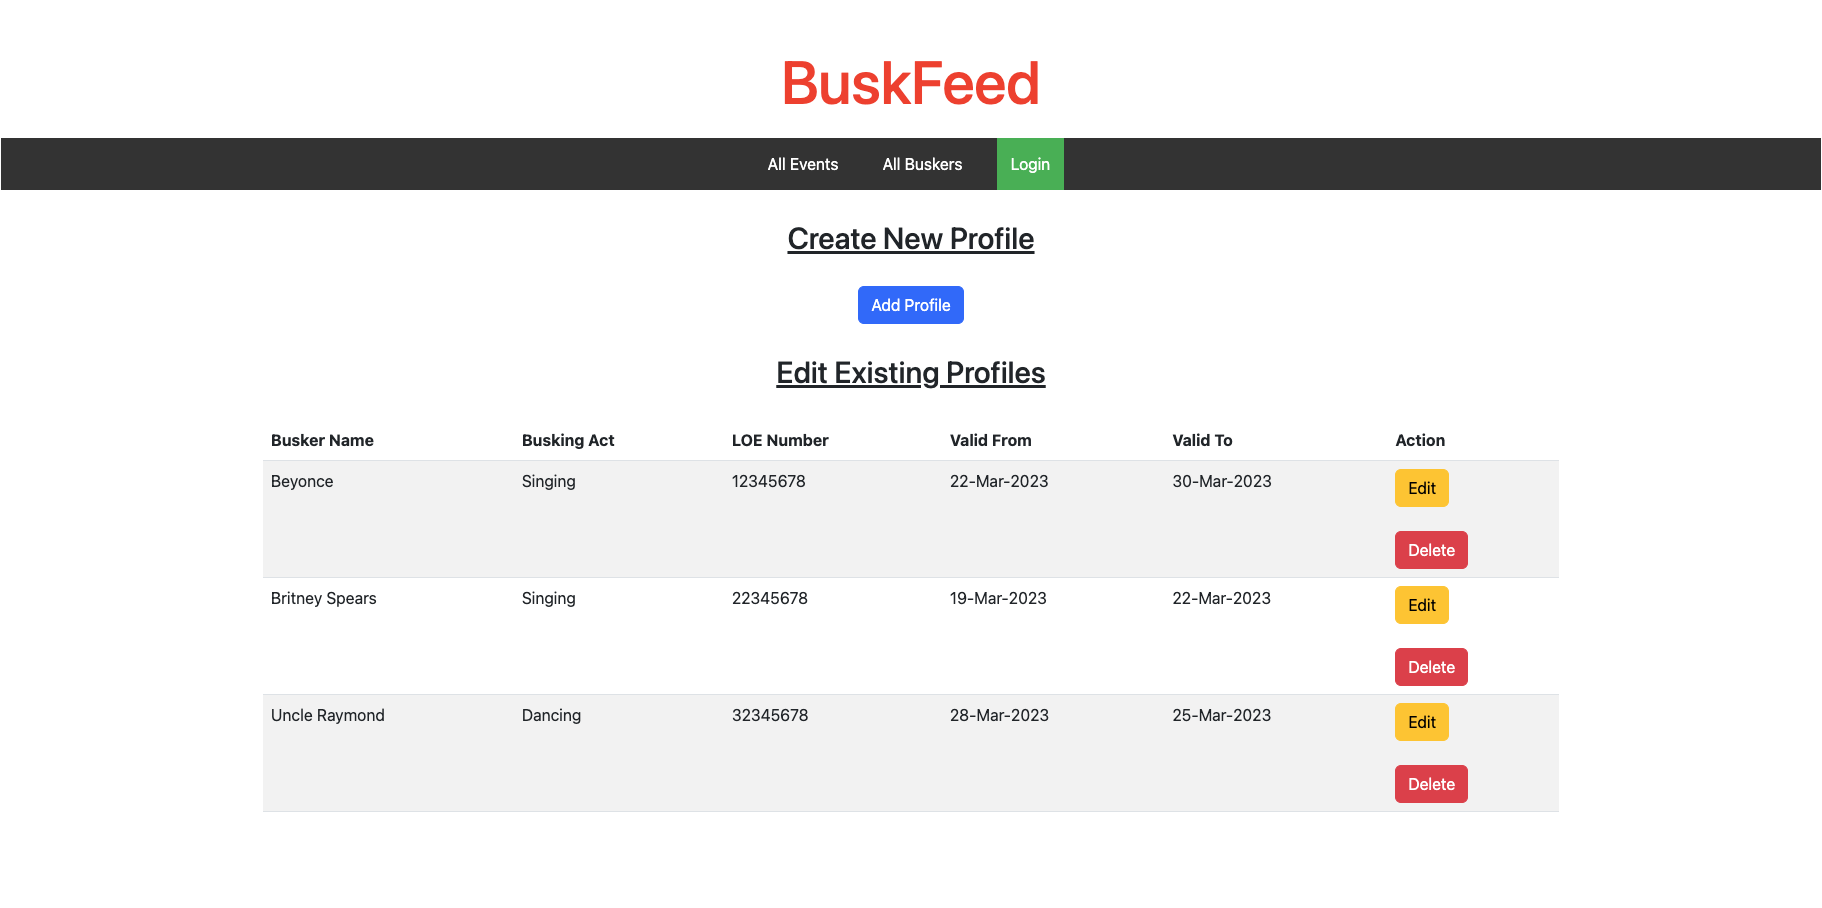 BuskFeed
All Events All Buskers Login
Create New Profile
Add Profile
Edit Existing Profiles
Busker Name Busking Act LOE Number Valid From Valid To Action
Beyonce Singing 12345678 22-Mar-2023 30-Mar-2023 Edit
Delete
Britney Spears Singing 22345678 19-Mar-2023 22-Mar-2023 Edit
Delete
Uncle Raymond Dancing 32345678 28-Mar-2023 25-Mar-2023 Edit
Delete